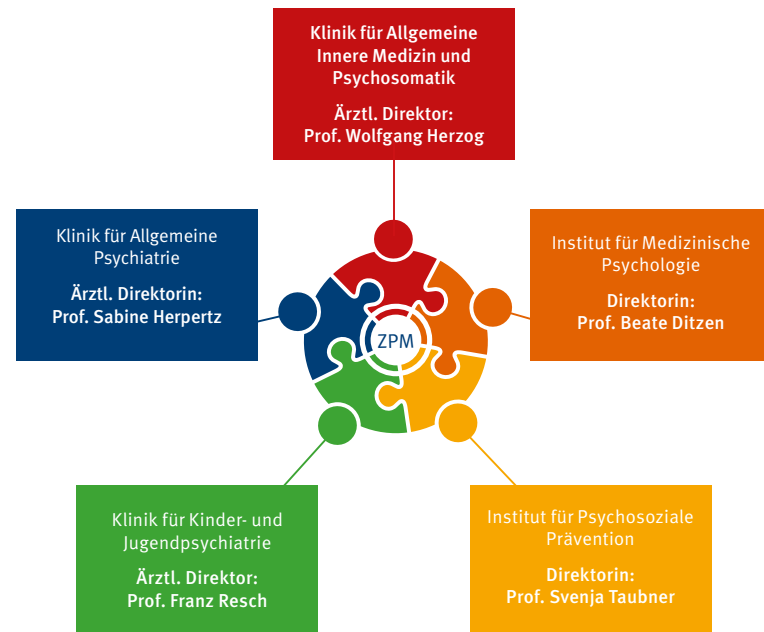 Klinik für Allgemeine
Innere Medizin und
Psychosomatik
Ärztl. Direktor:
Prof. Wolfgang Herzog
Klinik für Allgemeine
Psychiatrie
Ärztl. Direktorin:
Prof. Sabine Herpertz
Institut für Medizinische
Psychologie
Direktorin:
Prof. Beate Ditzen
ZPM
Klinik für Kinder- und
Jugendpsychiatrie
Ärztl. Direktor:
Prof. Franz Resch
Institut für Psychosoziale
Prävention
Direktorin:
Prof. Svenja Taubner